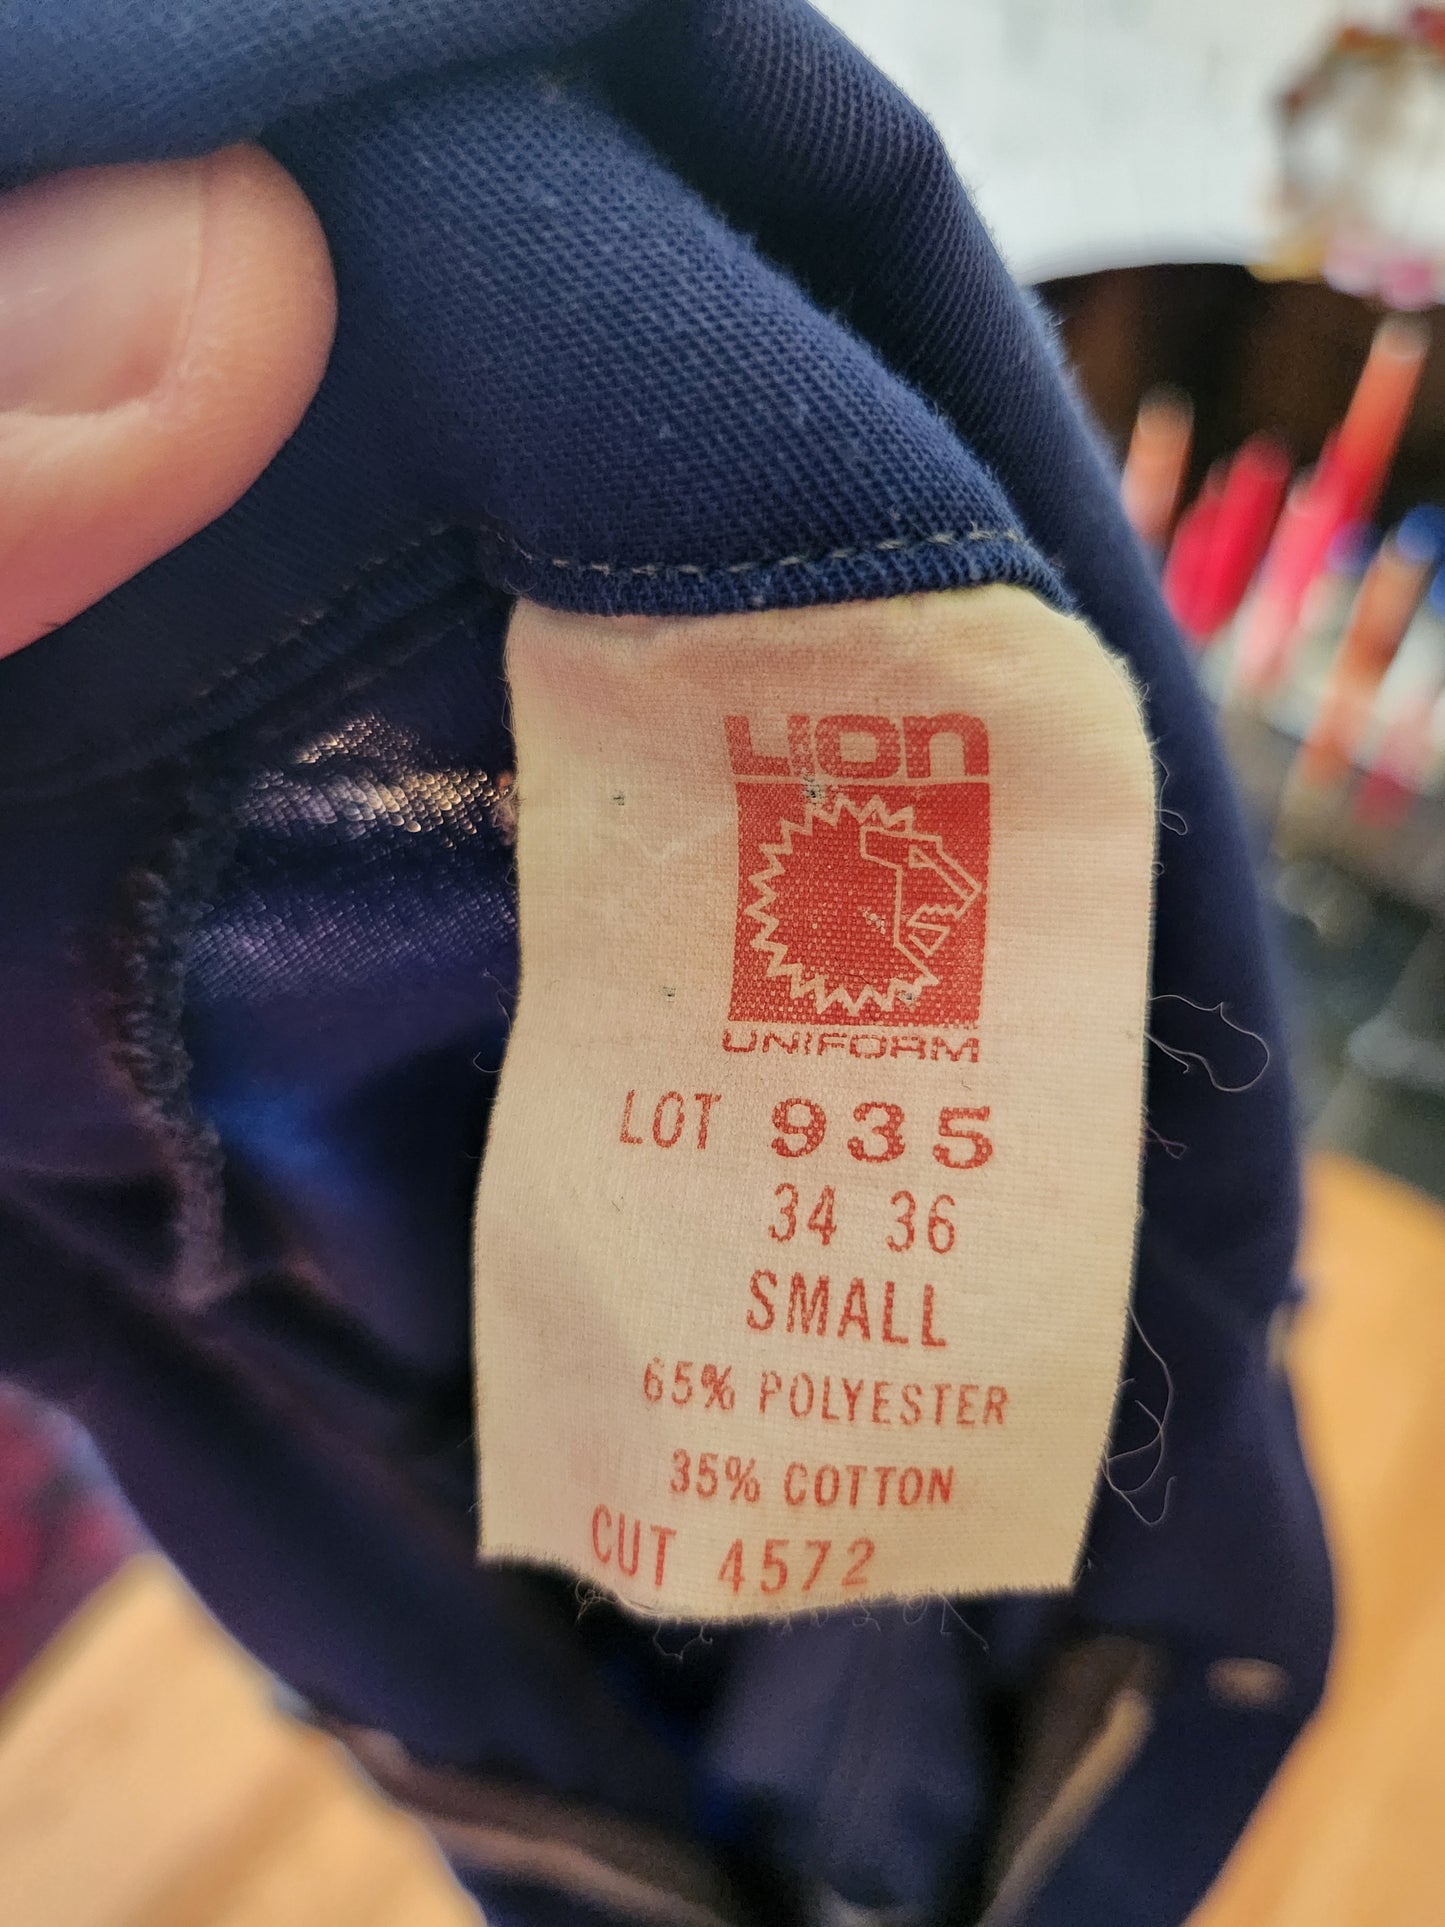 LION
UNIFORM
LOT 935
34 36
SMALL
65% POLYESTER
35% COTTON
CUT 4572